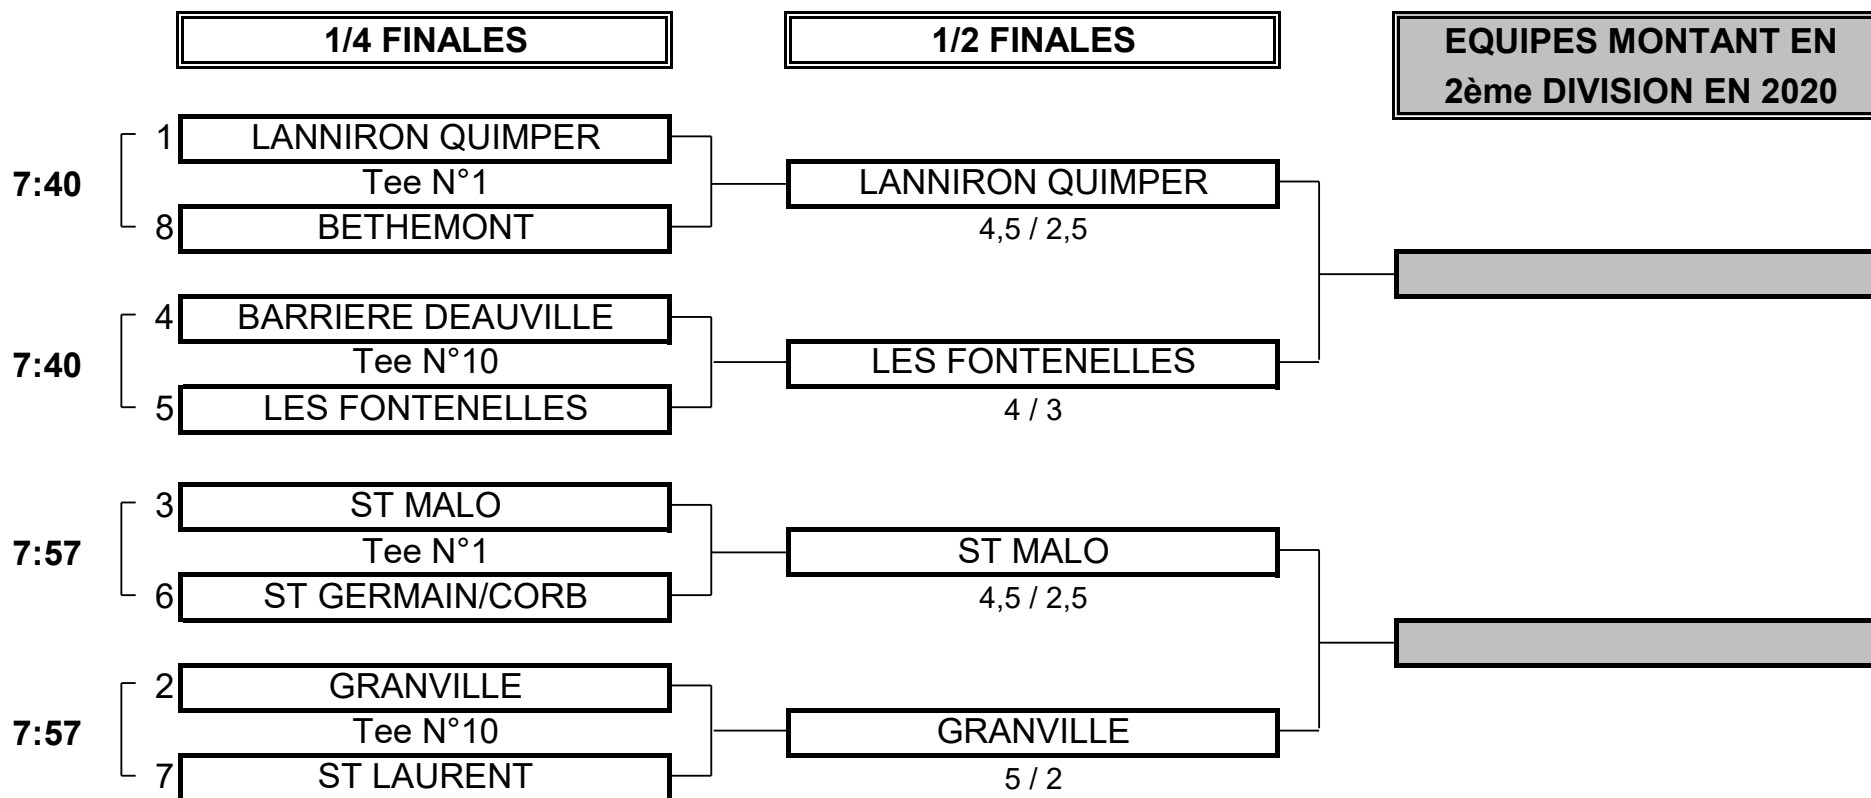 1/4 FINALES
1/2 FINALES
EQUIPES MONTANT EN
2ème DIVISION EN 2020
1 LANNIRON QUIMPER
7:40 Tee N°1
8 BETHEMONT
LANNIRON QUIMPER
4,5 / 2,5
4 BARRIERE DEAUVILLE
7:40 Tee N°10
5 LES FONTENELLES
LES FONTENELLES
4 / 3
3 ST MALO
7:57 Tee N°1
6 ST GERMAIN/CORB
ST MALO
4,5 / 2,5
2 GRANVILLE
7:57 Tee N°10
7 ST LAURENT
GRANVILLE
5 / 2